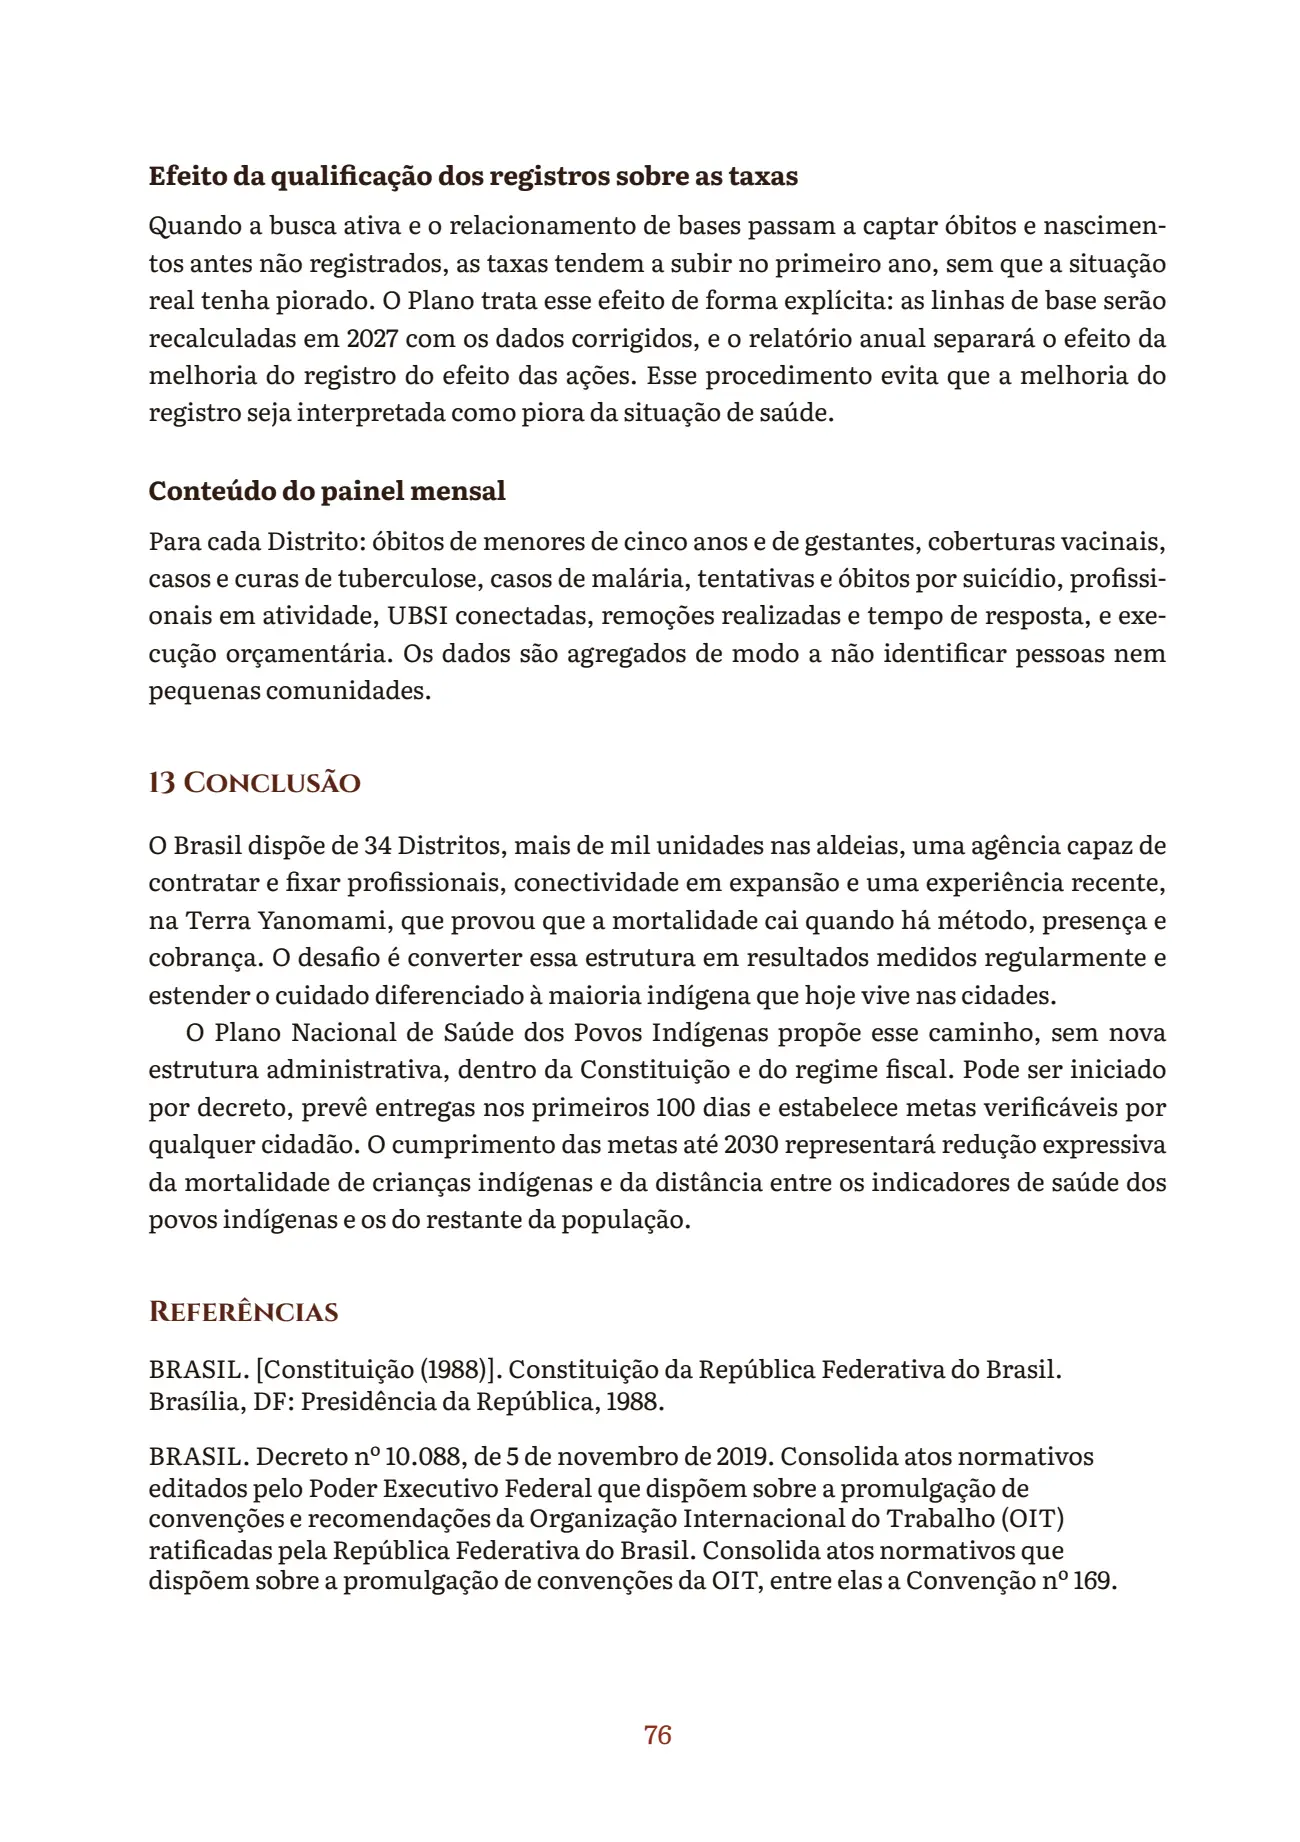 Efeito da qualificação dos registros sobre as taxas
Quando a busca ativa e o relacionamento de bases passam a captar óbitos e nascimen-
tos antes não registrados, as taxas tendem a subir no primeiro ano, sem que a situação
real tenha piorado. O Plano trata esse efeito de forma explícita: as linhas de base serão
recalculadas em 2027 com os dados corrigidos, e o relatório anual separará o efeito da
melhoria do registro do efeito das ações. Esse procedimento evita que a melhoria do
registro seja interpretada como piora da situação de saúde.
Conteúdo do painel mensal
Para cada Distrito: óbitos de menores de cinco anos e de gestantes, coberturas vacinais,
casos e curas de tuberculose, casos de malária, tentativas e óbitos por suicídio, profissi-
onais em atividade, UBSI conectadas, remoções realizadas e tempo de resposta, e exe-
cução orçamentária. Os dados são agregados de modo a não identificar pessoas nem
pequenas comunidades.
13 Conclusão
O Brasil dispõe de 34 Distritos, mais de mil unidades nas aldeias, uma agência capaz de
contratar e fixar profissionais, conectividade em expansão e uma experiência recente,
na Terra Yanomami, que provou que a mortalidade cai quando há método, presença e
cobrança. O desafio é converter essa estrutura em resultados medidos regularmente e
estender o cuidado diferenciado à maioria indígena que hoje vive nas cidades.
O Plano Nacional de Saúde dos Povos Indígenas propõe esse caminho, sem nova
estrutura administrativa, dentro da Constituição e do regime fiscal. Pode ser iniciado
por decreto, prevê entregas nos primeiros 100 dias e estabelece metas verificáveis por
qualquer cidadão. O cumprimento das metas até 2030 representará redução expressiva
da mortalidade de crianças indígenas e da distância entre os indicadores de saúde dos
povos indígenas e os do restante da população.
Referências
BRASIL. [Constituição (1988)]. Constituição da República Federativa do Brasil.
Brasília, DF: Presidência da República, 1988.
BRASIL. Decreto nº 10.088, de 5 de novembro de 2019. Consolida atos normativos
editados pelo Poder Executivo Federal que dispõem sobre a promulgação de
convenções e recomendações da Organização Internacional do Trabalho (OIT)
ratificadas pela República Federativa do Brasil. Consolida atos normativos que
dispõem sobre a promulgação de convenções da OIT, entre elas a Convenção nº 169.
76